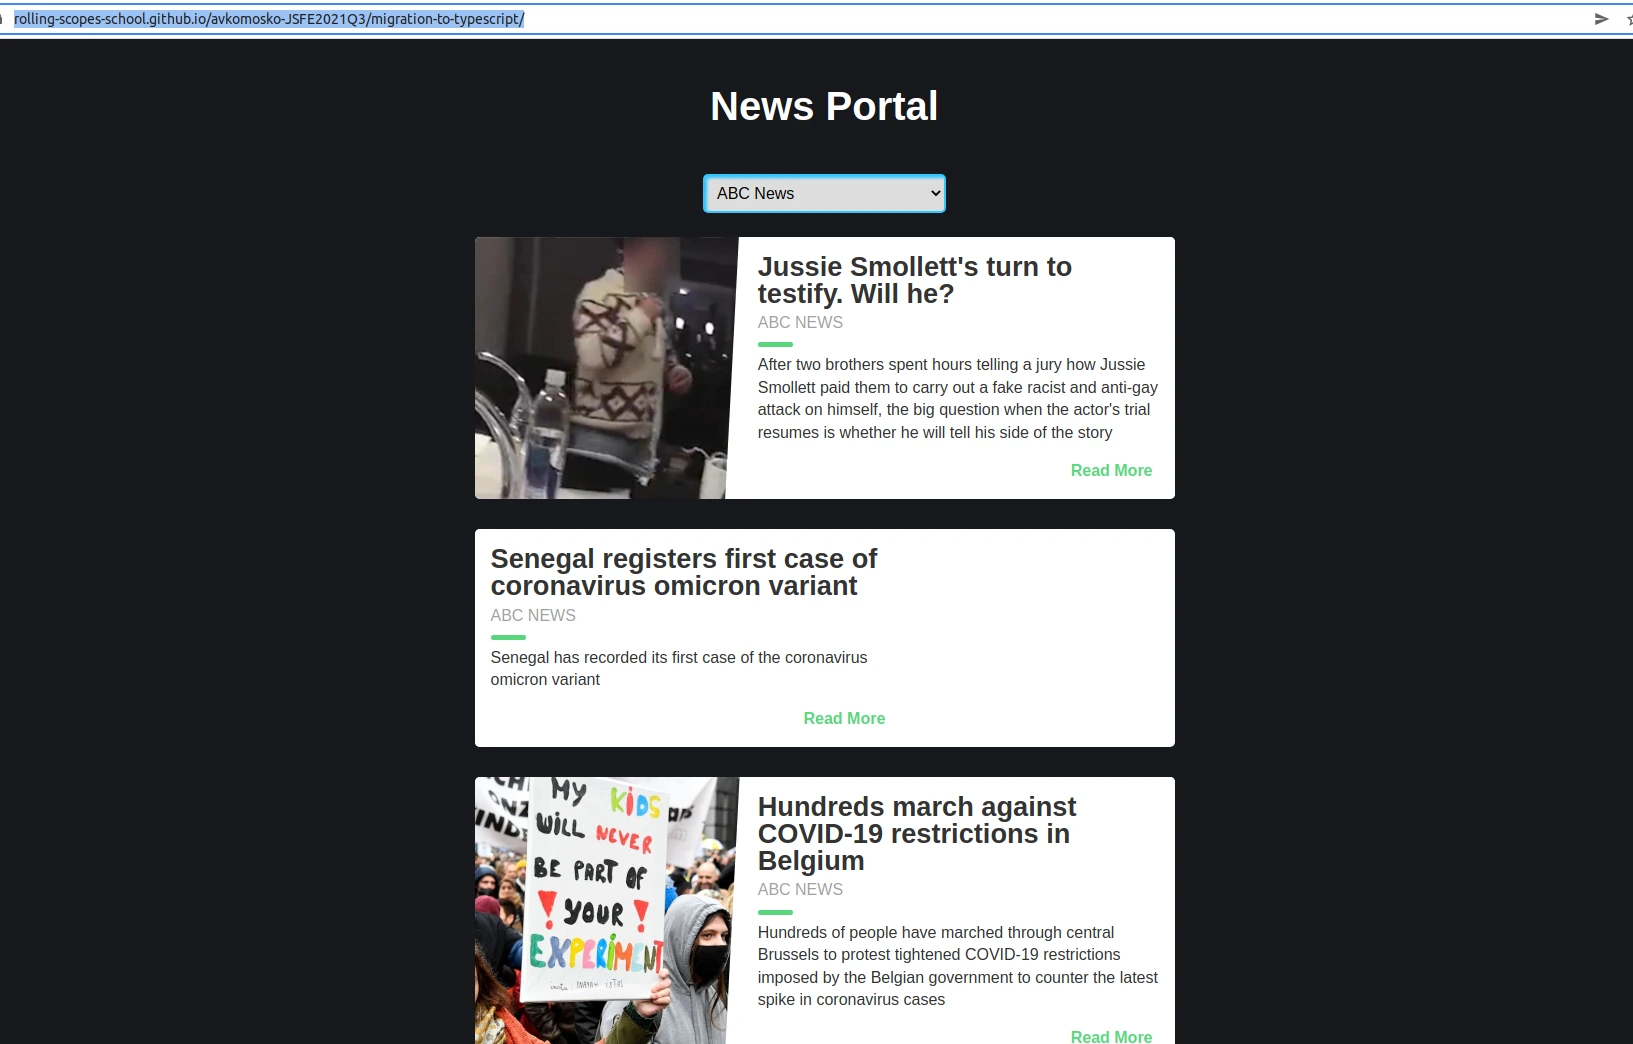 rolling-scopes-school.github.io/avkomosko-JSFE2021Q3/migration-to-typescript/
News Portal
ABC News
Jussie Smollett's turn to
testify. Will he?
ABC NEWS
After two brothers spent hours telling a jury how Jussie
Smollett paid them to carry out a fake racist and anti-gay
attack on himself, the big question when the actor's trial
resumes is whether he will tell his side of the story
Read More
Senegal registers first case of
coronavirus omicron variant
ABC NEWS
Senegal has recorded its first case of the coronavirus
omicron variant
Read More
MY KIDS
WILL NEVER
BE PART OF
! YOUR !
EXPERIMENT
Hundreds march against
COVID-19 restrictions in
Belgium
ABC NEWS
Hundreds of people have marched through central
Brussels to protest tightened COVID-19 restrictions
imposed by the Belgian government to counter the latest
spike in coronavirus cases
Read More